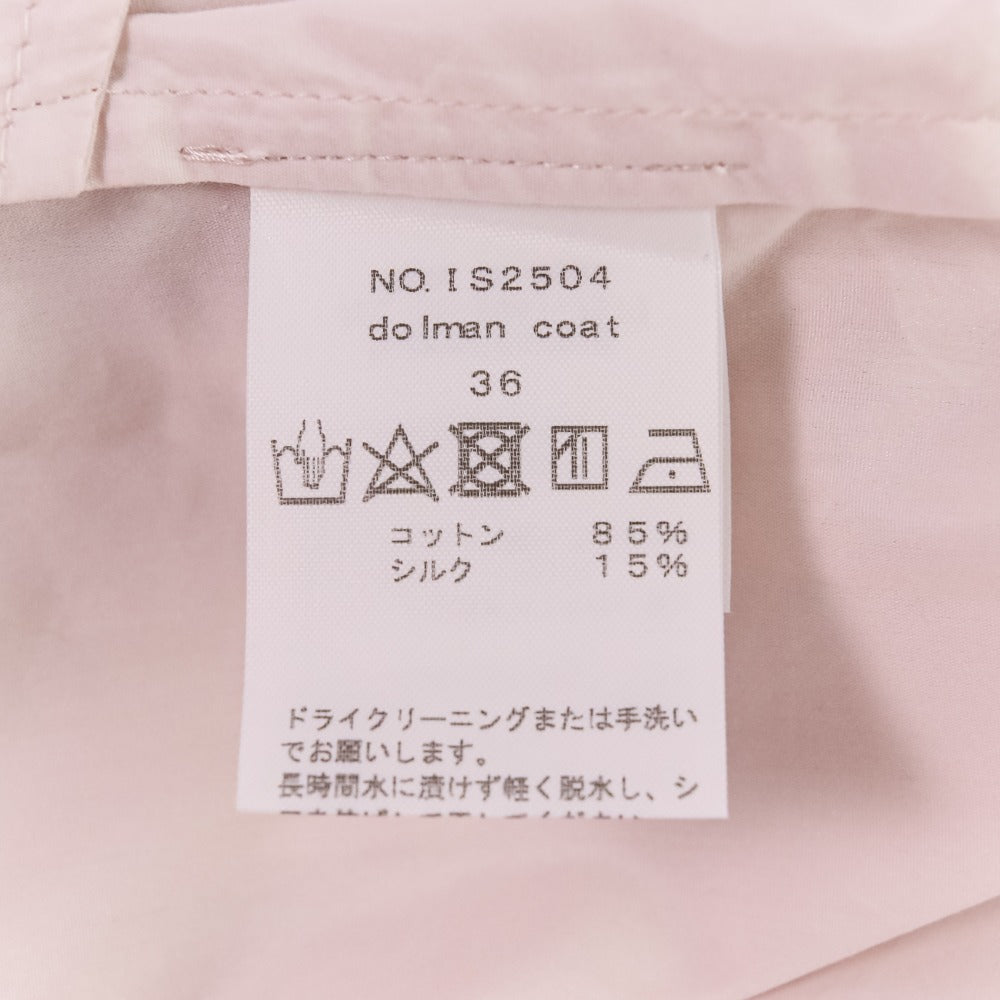 NO. IS2504
dolman coat
36
コットン 85%
シルク 15%
ドライクリーニングまたは手洗い
でお願いします。
長時間水に漬けず軽く脱水し、シ